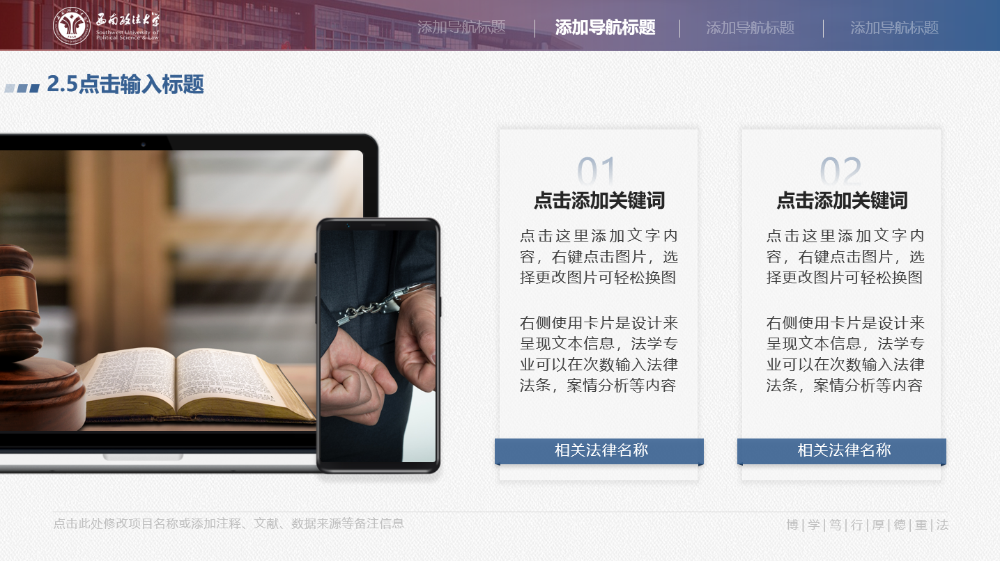 西南政法大学
Southwest University of
Political Science & Law
添加导航标题
添加导航标题
添加导航标题
添加导航标题
2.5点击输入标题
01
点击添加关键词
点击这里添加文字内
容，右键点击图片，选
择更改图片可轻松换图
右侧使用卡片是设计来
呈现文本信息，法学专
业可以在次数输入法律
法条，案情分析等内容
相关法律名称
02
点击添加关键词
点击这里添加文字内
容，右键点击图片，选
择更改图片可轻松换图
右侧使用卡片是设计来
呈现文本信息，法学专
业可以在次数输入法律
法条，案情分析等内容
相关法律名称
点击此处修改项目名称或添加注释、文献、数据来源等备注信息
博|学|笃|行|厚|德|重|法